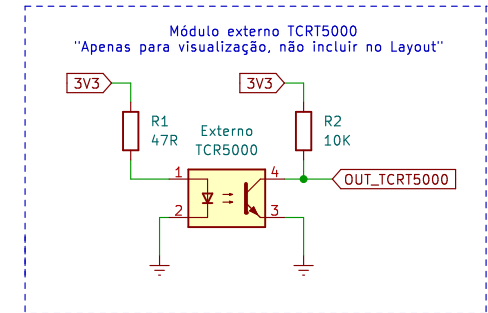 Módulo externo TCRT5000
"Apenas para visualização, não incluir no Layout"
3V3
3V3
R1
47R
Externo
TCR5000
R2
10K
1
4
OUT_TCRT5000
2
3